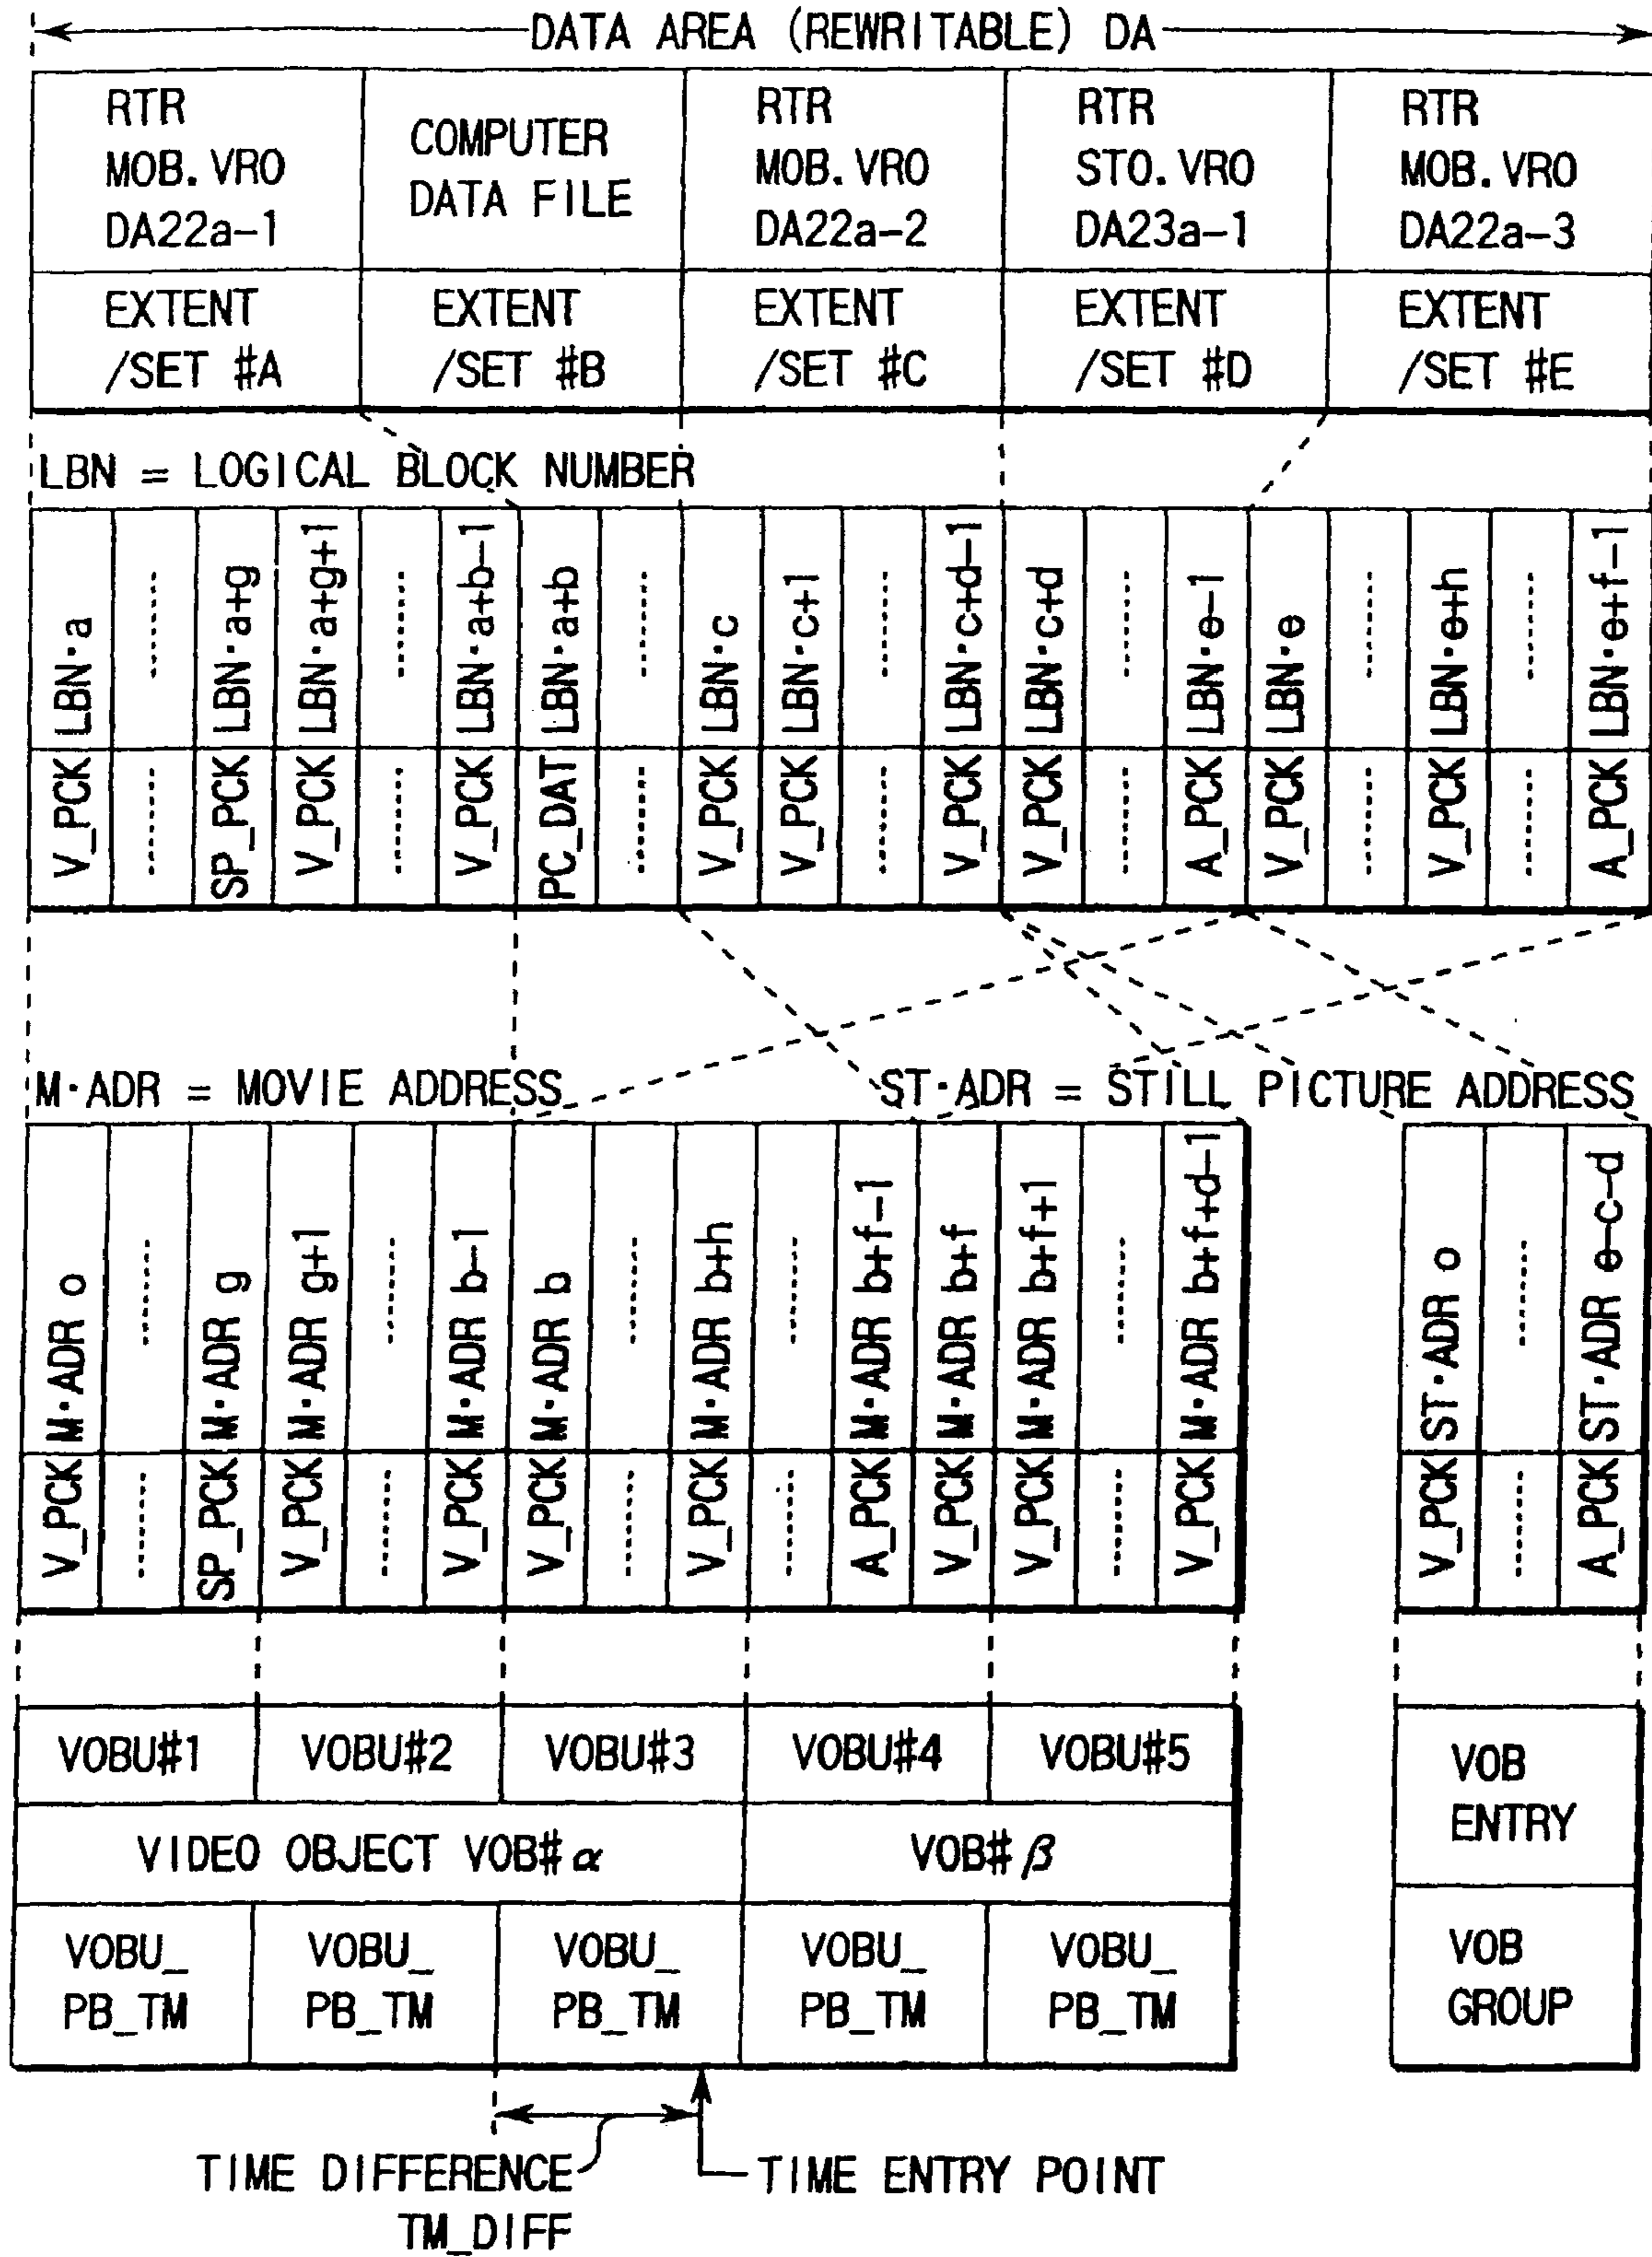 DATA AREA (REWRITABLE) DA
RTR
MOB.VRO
DA22a-1
COMPUTER
DATA FILE
RTR
MOB.VRO
DA22a-2
RTR
STO.VRO
DA23a-1
RTR
MOB.VRO
DA22a-3
EXTENT
/SET #A
EXTENT
/SET #B
EXTENT
/SET #C
EXTENT
/SET #D
EXTENT
/SET #E
LBN = LOGICAL BLOCK NUMBER
V_PCK LBN·a
SP_PCK LBN·a+g
V_PCK LBN·a+g+1
V_PCK LBN·a+b-1
PC_DAT LBN·a+b
V_PCK LBN·c
V_PCK LBN·c+1
V_PCK LBN·c+d-1
V_PCK LBN·c+d
A_PCK LBN·e-1
V_PCK LBN·e
V_PCK LBN·e+h
A_PCK LBN·e+f-1
M·ADR = MOVIE ADDRESS
ST·ADR = STILL PICTURE ADDRESS
V_PCK M·ADR o
SP_PCK M·ADR g
V_PCK M·ADR g+1
V_PCK M·ADR b-1
V_PCK M·ADR b
V_PCK M·ADR b+h
A_PCK M·ADR b+f-1
V_PCK M·ADR b+f
V_PCK M·ADR b+f+1
V_PCK M·ADR b+f+d-1
V_PCK ST·ADR o
A_PCK ST·ADR e-c-d
VOBU#1
VOBU#2
VOBU#3
VOBU#4
VOBU#5
VOB
ENTRY
VIDEO OBJECT VOB#α
VOB#β
VOBU_
PB_TM
VOBU_
PB_TM
VOBU_
PB_TM
VOBU_
PB_TM
VOBU_
PB_TM
VOB
GROUP
TIME DIFFERENCE
TM_DIFF
TIME ENTRY POINT